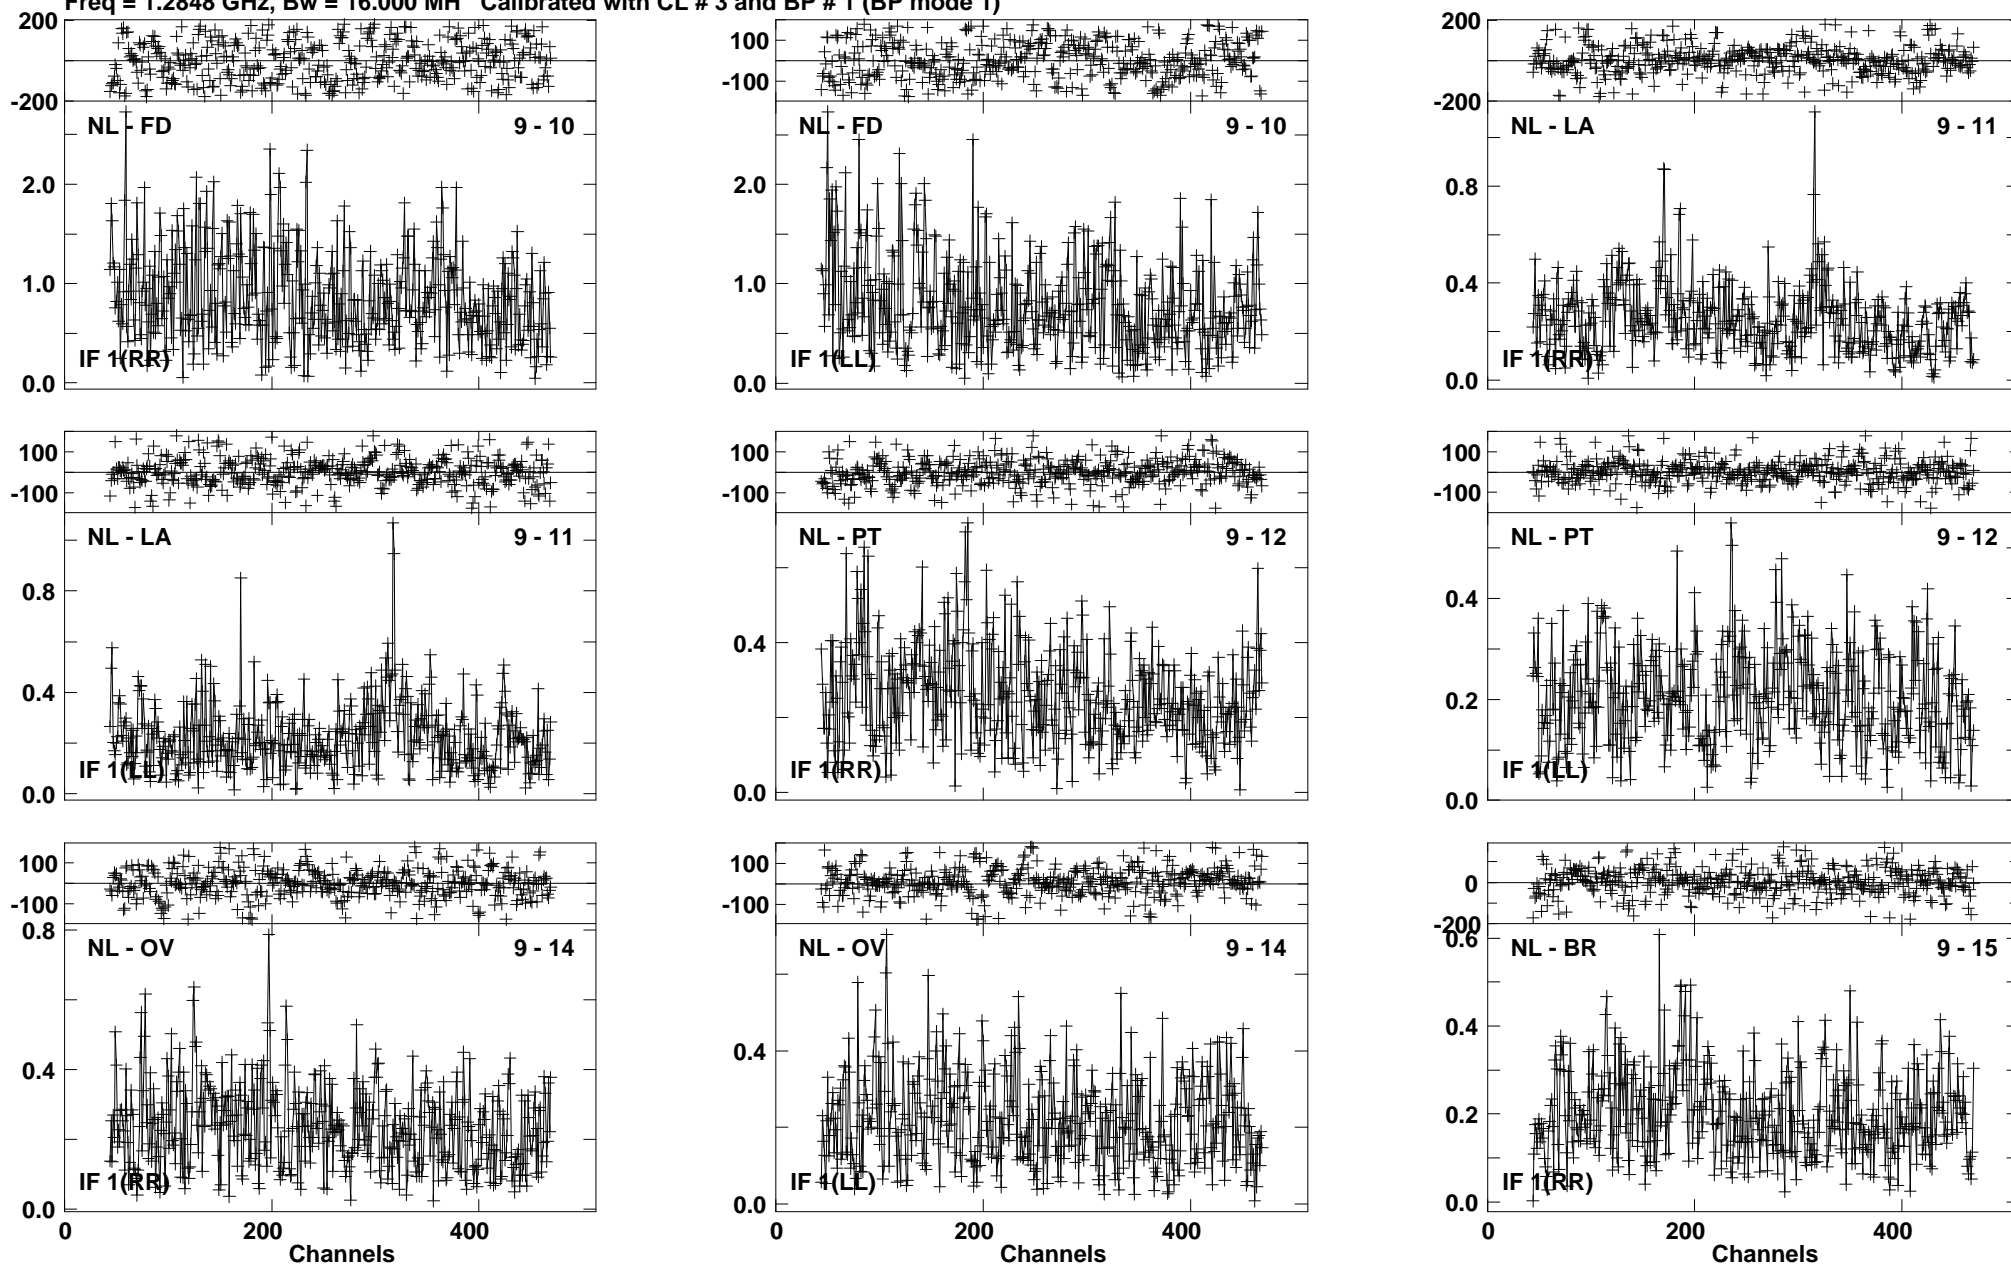 Freq = 1.2848 GHz, Bw = 16.000 MH Calibrated with CL # 3 and BP # 1 (BP mode 1)
200
-200
NL - FD 9 - 10
2.0
1.0
IF 1(RR)
0.0
100
-100
NL - FD 9 - 10
2.0
1.0
IF 1(LL)
0.0
200
-200
NL - LA 9 - 11
0.8
0.4
IF 1(RR)
0.0
100
-100
NL - LA 9 - 11
0.8
0.4
IF 1(LL)
0.0
100
-100
NL - PT 9 - 12
0.4
IF 1(RR)
0.0
100
-100
NL - PT 9 - 12
0.4
0.2
IF 1(LL)
0.0
100
-100
0.8
NL - OV 9 - 14
0.4
IF 1(RR)
0.0
0 200 400
Channels
100
-100
NL - OV 9 - 14
0.4
IF 1(LL)
0.0
0 200 400
Channels
0
-200
0.6
NL - BR 9 - 15
0.4
0.2
IF 1(RR)
0.0
0 200 400
Channels